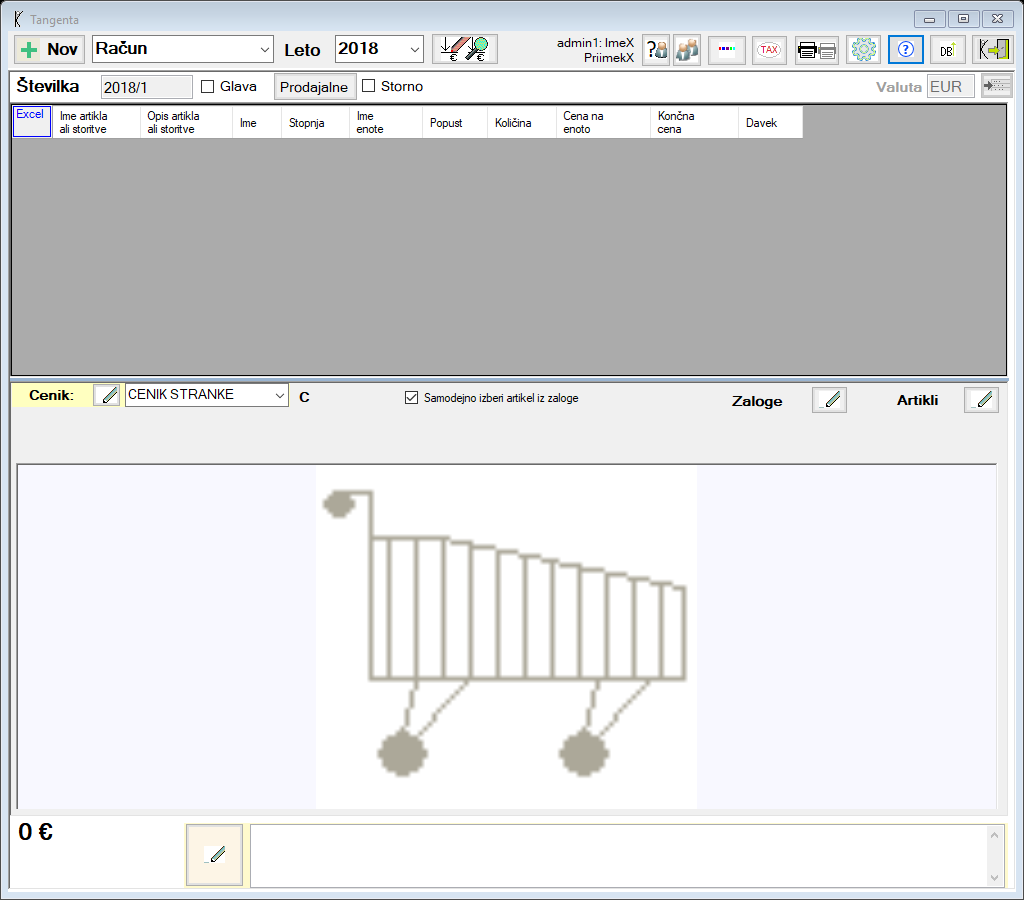 Tangenta
Nov
Račun
Leto
2018
admin1: ImeX
PriimekX
?
TAX
?
DB
Številka
2018/1
Glava
Prodajalne
Storno
Valuta
EUR
Excel
Ime artikla
ali storitve
Opis artikla
ali storitve
Ime
Stopnja
Ime
enote
Popust
Količina
Cena na
enoto
Končna
cena
Davek
Cenik:
CENIK STRANKE
C
Samodejno izberi artikel iz zaloge
Zaloge
Artikli
0 €